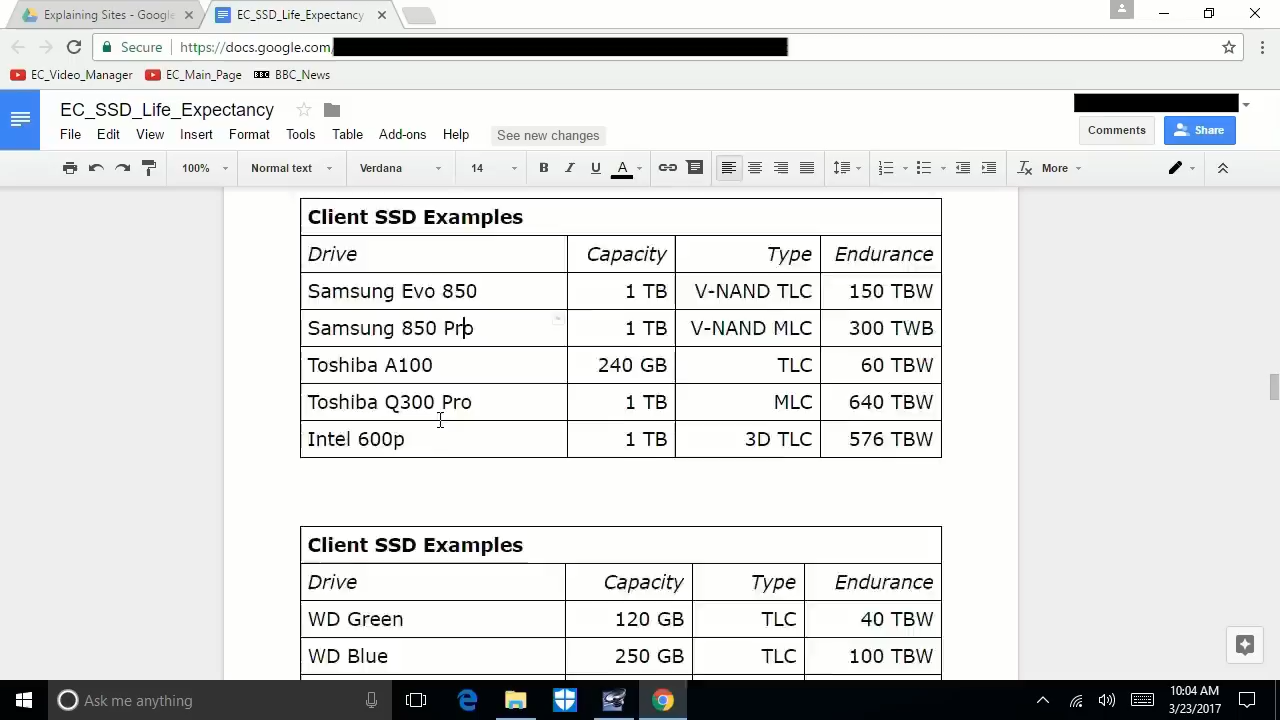 Explaining Sites - Google
EC_SSD_Life_Expectancy
Secure https://docs.google.com/
EC_Video_Manager EC_Main_Page BBC BBC_News
EC_SSD_Life_Expectancy
File Edit View Insert Format Tools Table Add-ons Help See new changes
Comments Share
100% Normal text Verdana 14 B I U A More
Client SSD Examples
Drive Capacity Type Endurance
Samsung Evo 850 1 TB V-NAND TLC 150 TBW
Samsung 850 Pro 1 TB V-NAND MLC 300 TWB
Toshiba A100 240 GB TLC 60 TBW
Toshiba Q300 Pro 1 TB MLC 640 TBW
Intel 600p 1 TB 3D TLC 576 TBW
Client SSD Examples
Drive Capacity Type Endurance
WD Green 120 GB TLC 40 TBW
WD Blue 250 GB TLC 100 TBW
Ask me anything
10:04 AM
3/23/2017